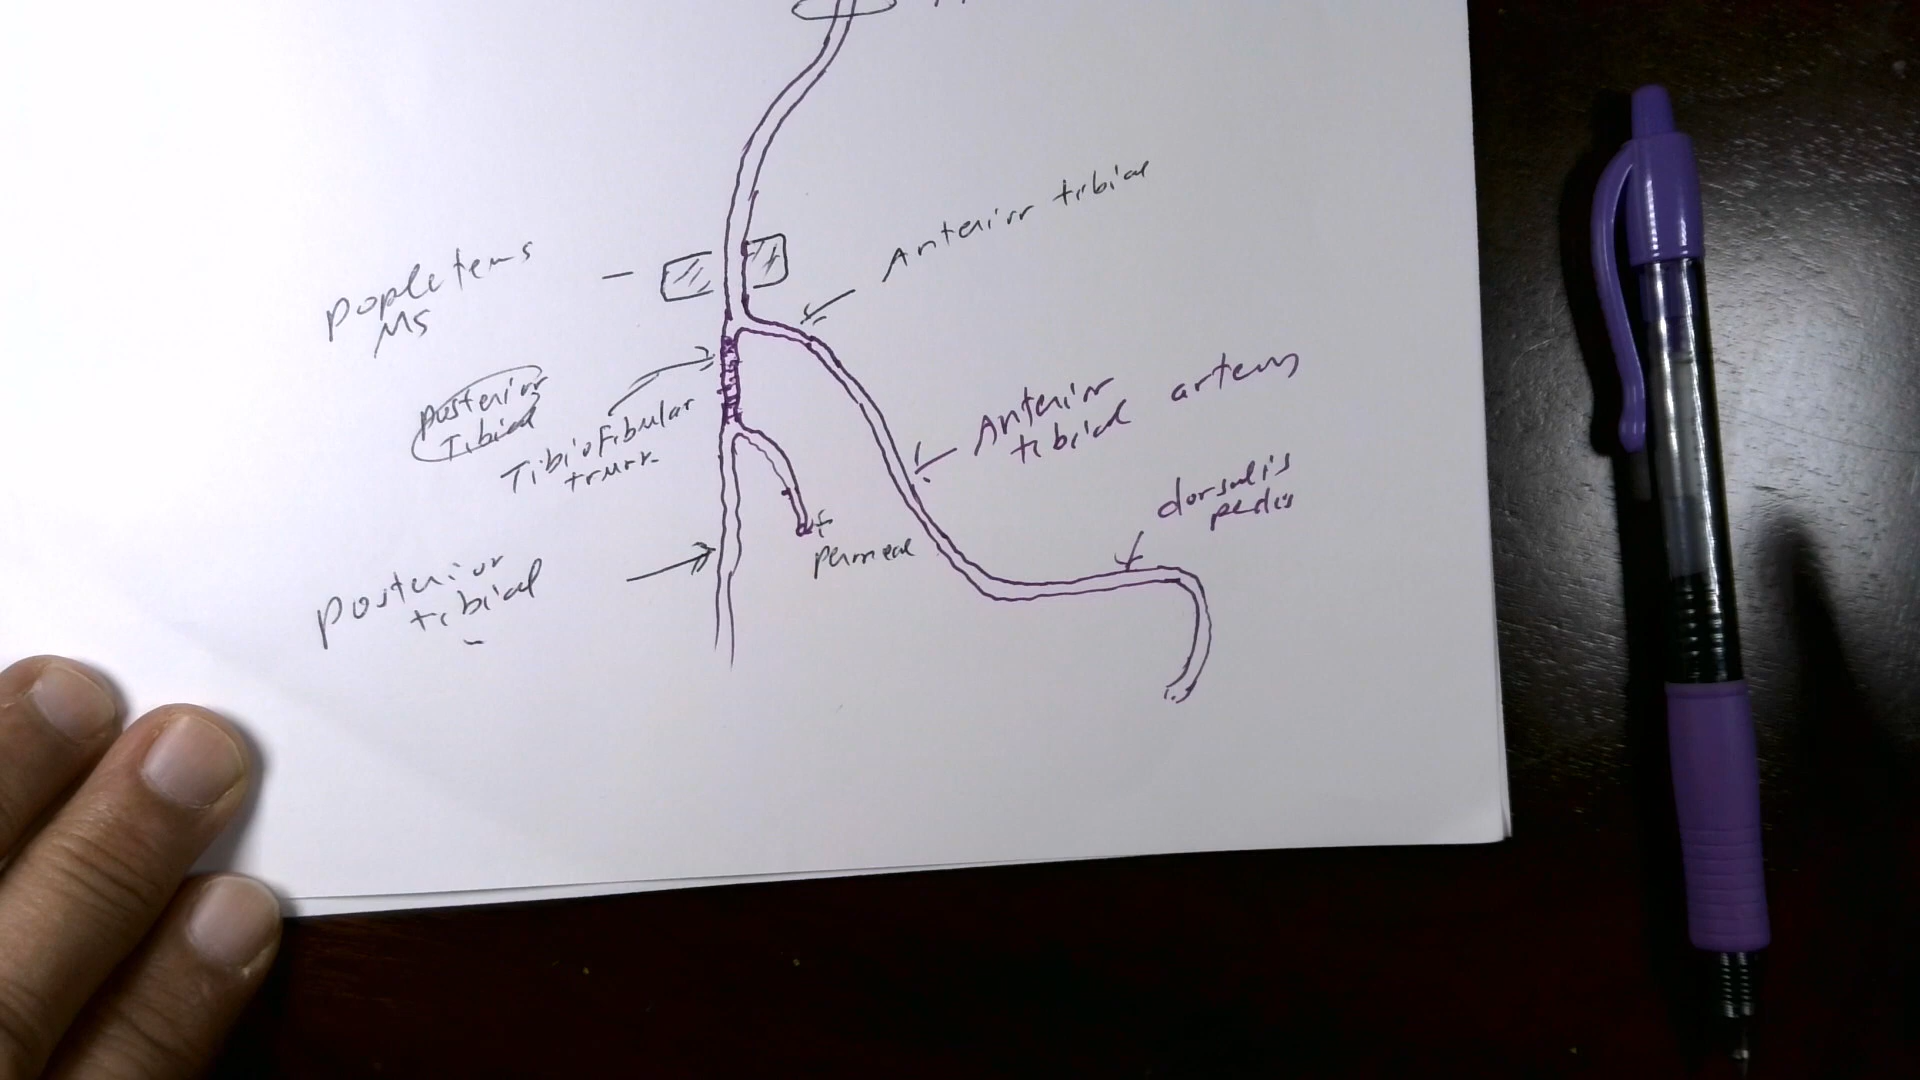 Anterior tibial
popleteus
MS
Anterior
tibial artery
posterior
Tibial
TibioFibular
trunk
dorsalis
pedis
peroneal
posterior
tibial